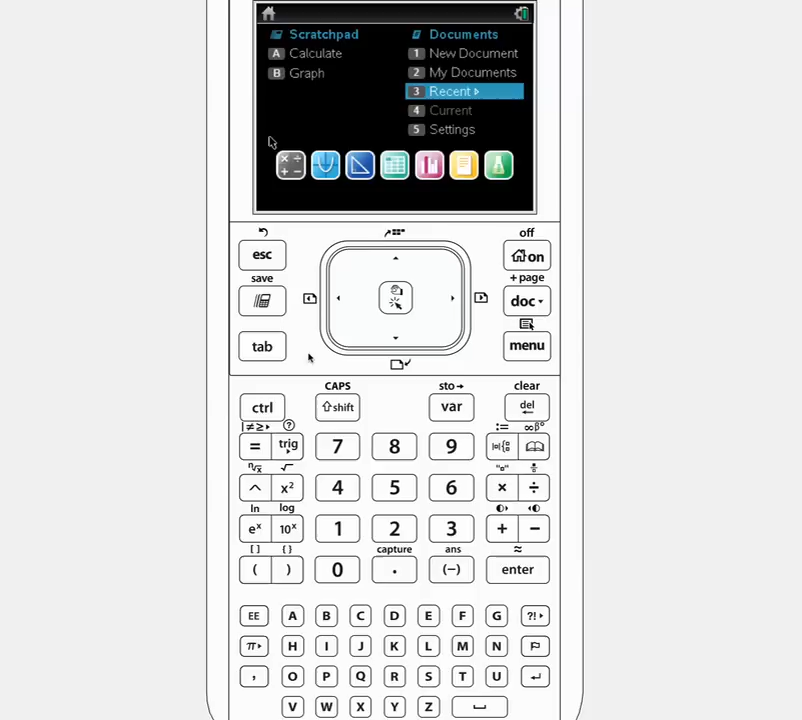 Scratchpad
Documents
A Calculate
1 New Document
B Graph
2 My Documents
3 Recent
4 Current
5 Settings
off
esc
on
save
+ page
doc
tab
menu
CAPS
sto→
clear
ctrl
shift
var
del
|≠≥▸
?
:=
∞β°
=
trig
7
8
9
|□|{
ⁿ√x
√
"□"
^
x²
4
5
6
×
÷
ln
log
eˣ
10ˣ
1
2
3
+
−
[ ]
{ }
capture
ans
≈
(
)
0
.
(−)
enter
EE
A
B
C
D
E
F
G
?!▸
π▸
H
I
J
K
L
M
N
,
O
P
Q
R
S
T
U
V
W
X
Y
Z